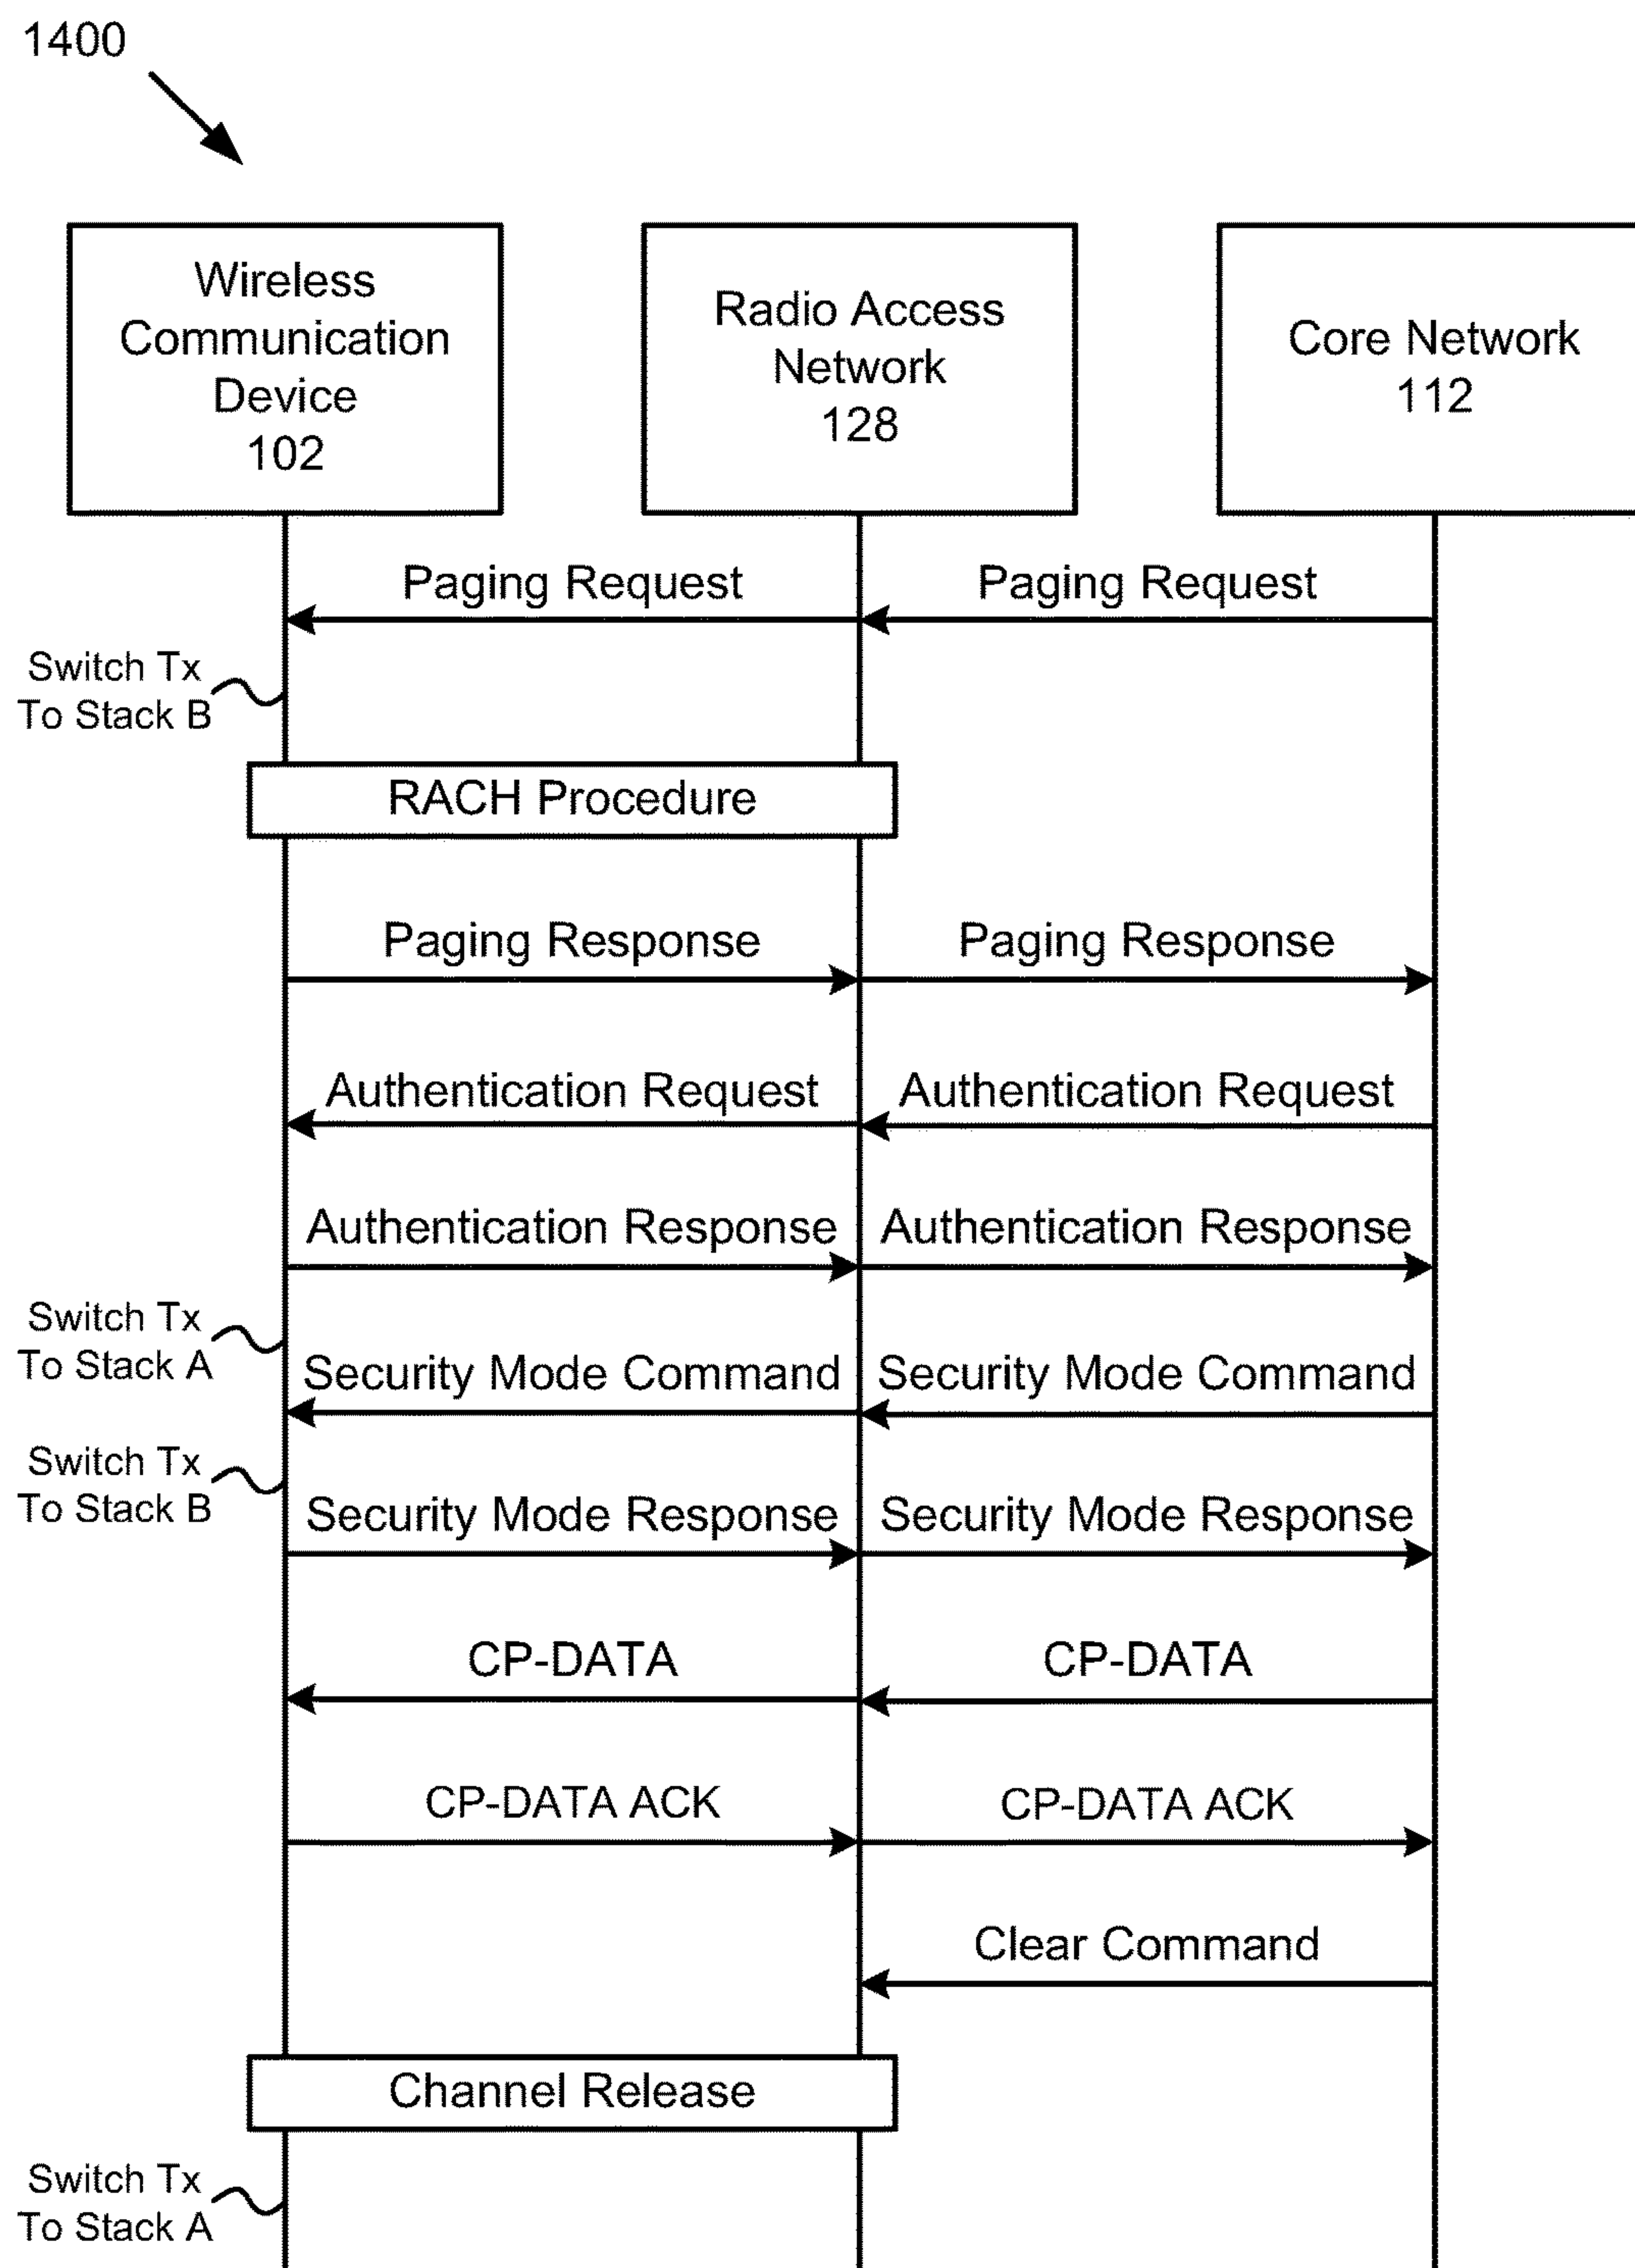 1400
Wireless
Communication
Device
102
Radio Access
Network
128
Core Network
112
Paging Request
Paging Request
Switch Tx
To Stack B
RACH Procedure
Paging Response
Paging Response
Authentication Request
Authentication Request
Authentication Response
Authentication Response
Switch Tx
To Stack A
Security Mode Command
Security Mode Command
Switch Tx
To Stack B
Security Mode Response
Security Mode Response
CP-DATA
CP-DATA
CP-DATA ACK
CP-DATA ACK
Clear Command
Channel Release
Switch Tx
To Stack A